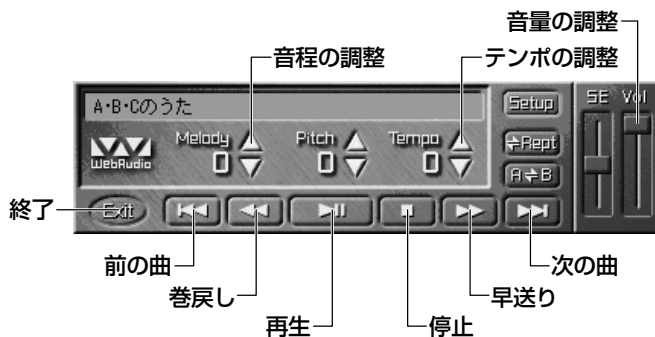 音量の調整
音程の調整
テンポの調整
A・B・Cのうた
Setup
SE Vol
Melody 0
Pitch 0
Tempo 0
WebAudio
Rept
A B
終了
Exit
前の曲
次の曲
巻戻し
早送り
再生
停止